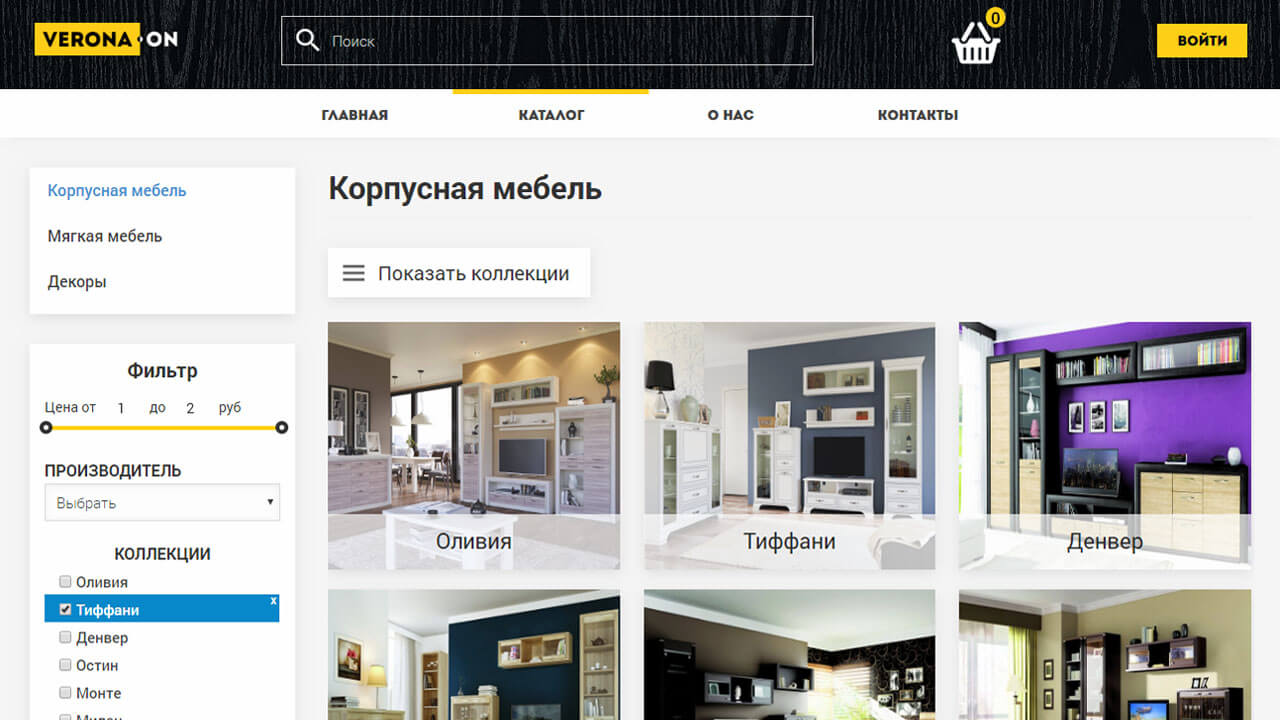 VERONA·ON
Поиск
0
ВОЙТИ
ГЛАВНАЯ
КАТАЛОГ
О НАС
КОНТАКТЫ
Корпусная мебель
Мягкая мебель
Декоры
Фильтр
Цена от 1 до 2 руб
ПРОИЗВОДИТЕЛЬ
Выбрать
КОЛЛЕКЦИИ
Оливия
Тиффани x
Денвер
Остин
Монте
Корпусная мебель
Показать коллекции
Оливия
Тиффани
Денвер